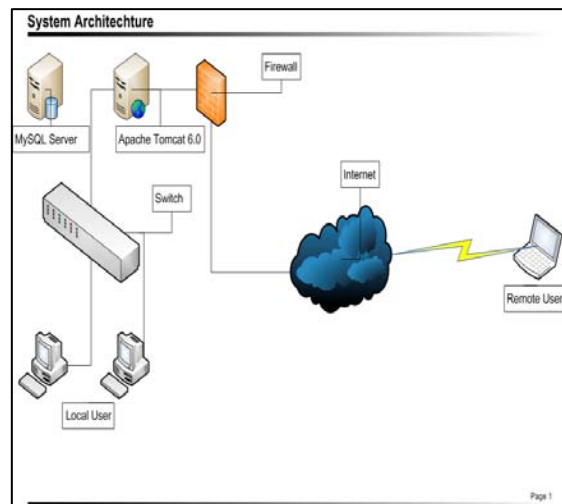 System Architechture
Firewall
MySQL Server
Apache Tomcat 6.0
Internet
Switch
Remote User
Local User
Page 1